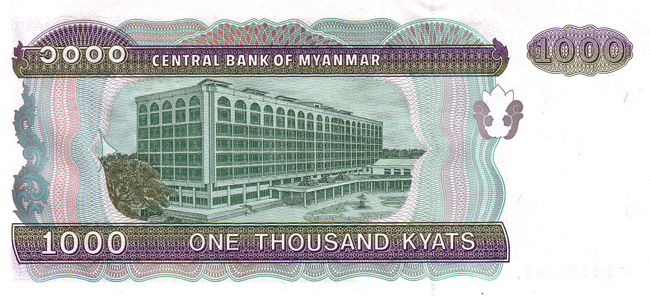 ၁၀၀၀ CENTRAL BANK OF MYANMAR 1000
1000 ONE THOUSAND KYATS